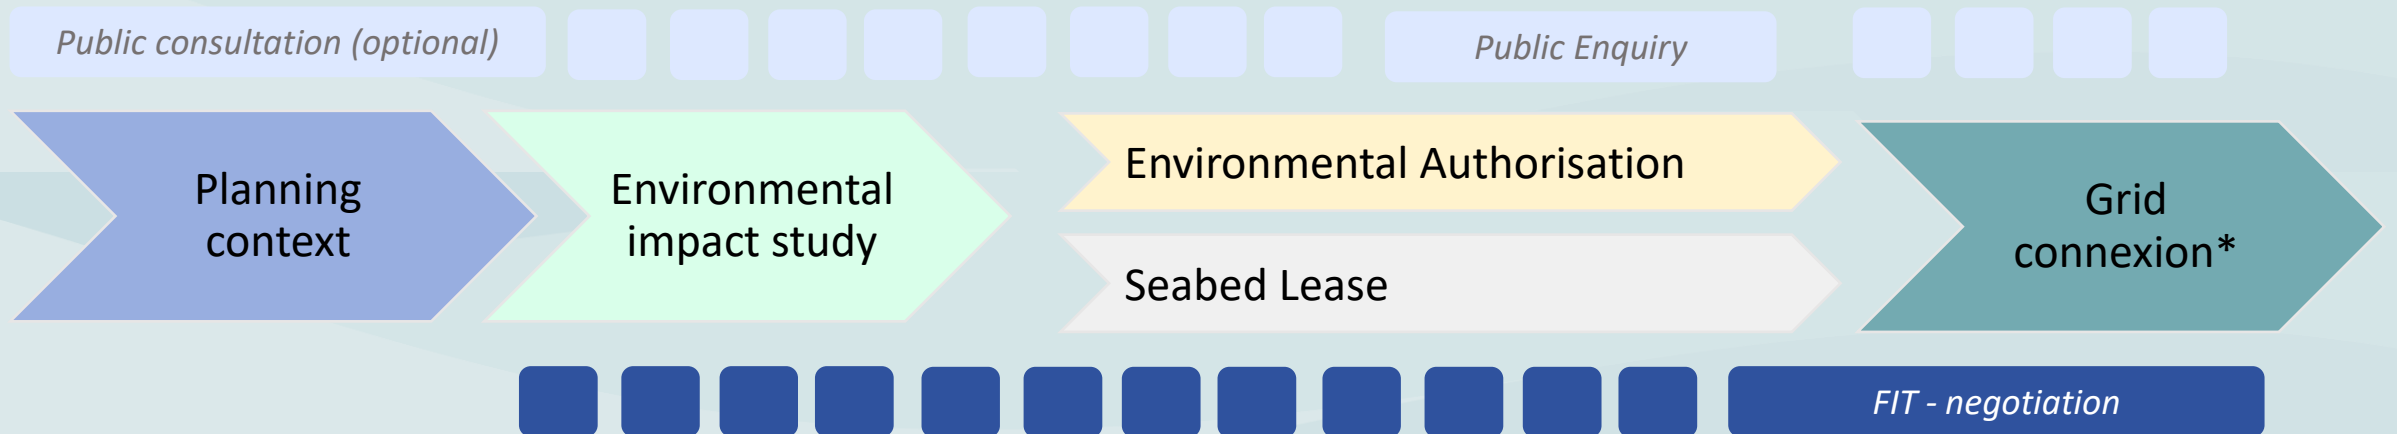 Public consultation (optional)
Public Enquiry
Planning
context
Environmental
impact study
Environmental Authorisation
Seabed Lease
Grid
connexion*
FIT - negotiation